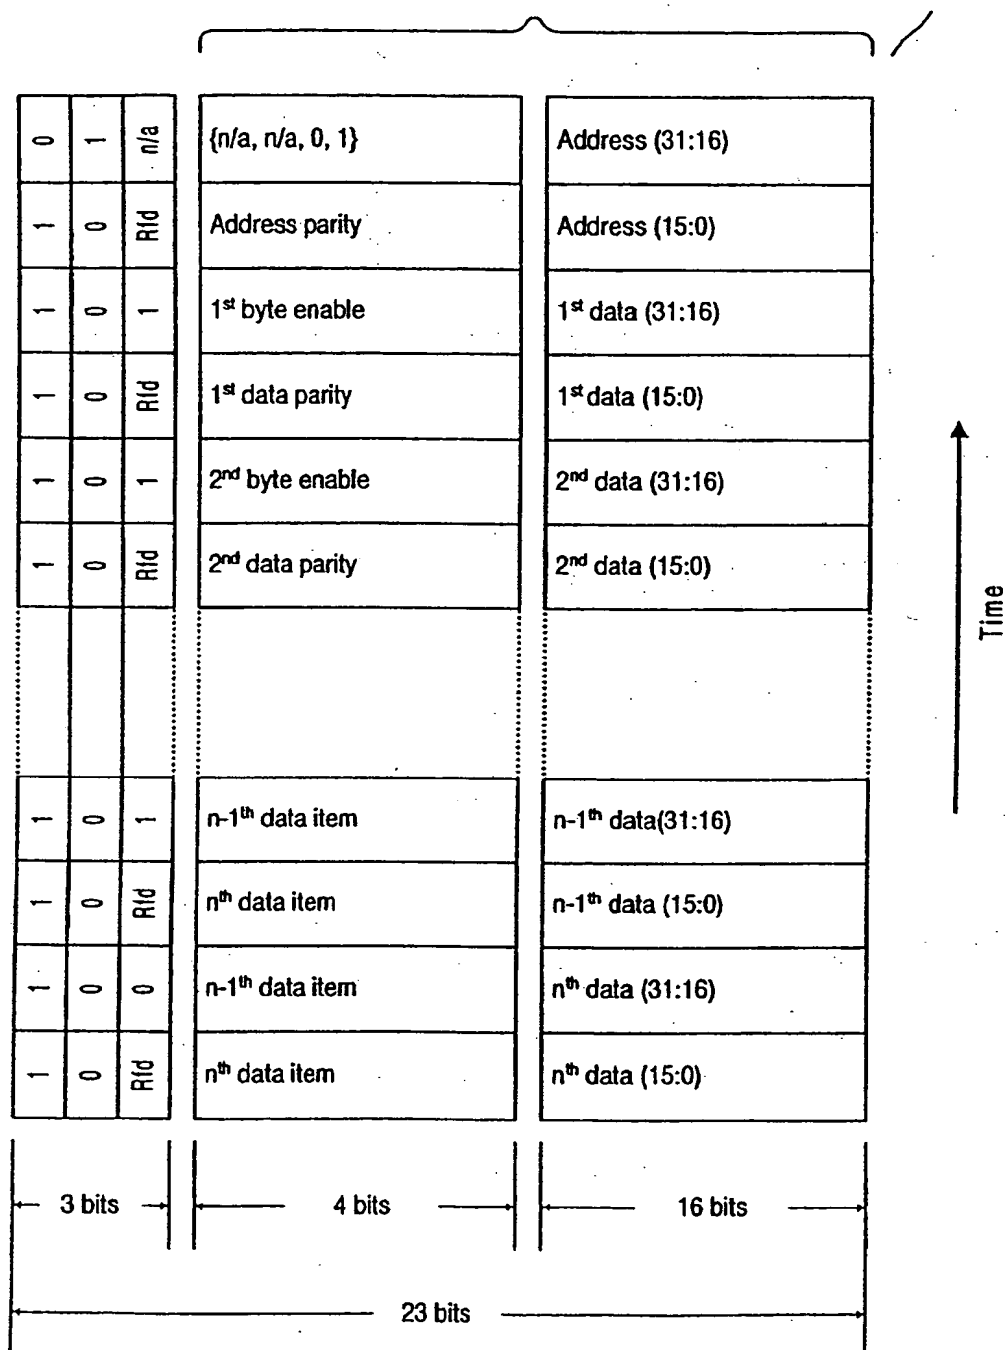 0 1 n/a {n/a, n/a, 0, 1} Address (31:16)
1 0 Rfd Address parity Address (15:0)
1 0 1 1st byte enable 1st data (31:16)
1 0 Rfd 1st data parity 1st data (15:0)
1 0 1 2nd byte enable 2nd data (31:16)
1 0 Rfd 2nd data parity 2nd data (15:0)
1 0 1 n-1th data item n-1th data(31:16)
1 0 Rfd nth data item n-1th data (15:0)
1 0 0 n-1th data item nth data (31:16)
1 0 Rfd nth data item nth data (15:0)
Time
3 bits 4 bits 16 bits
23 bits